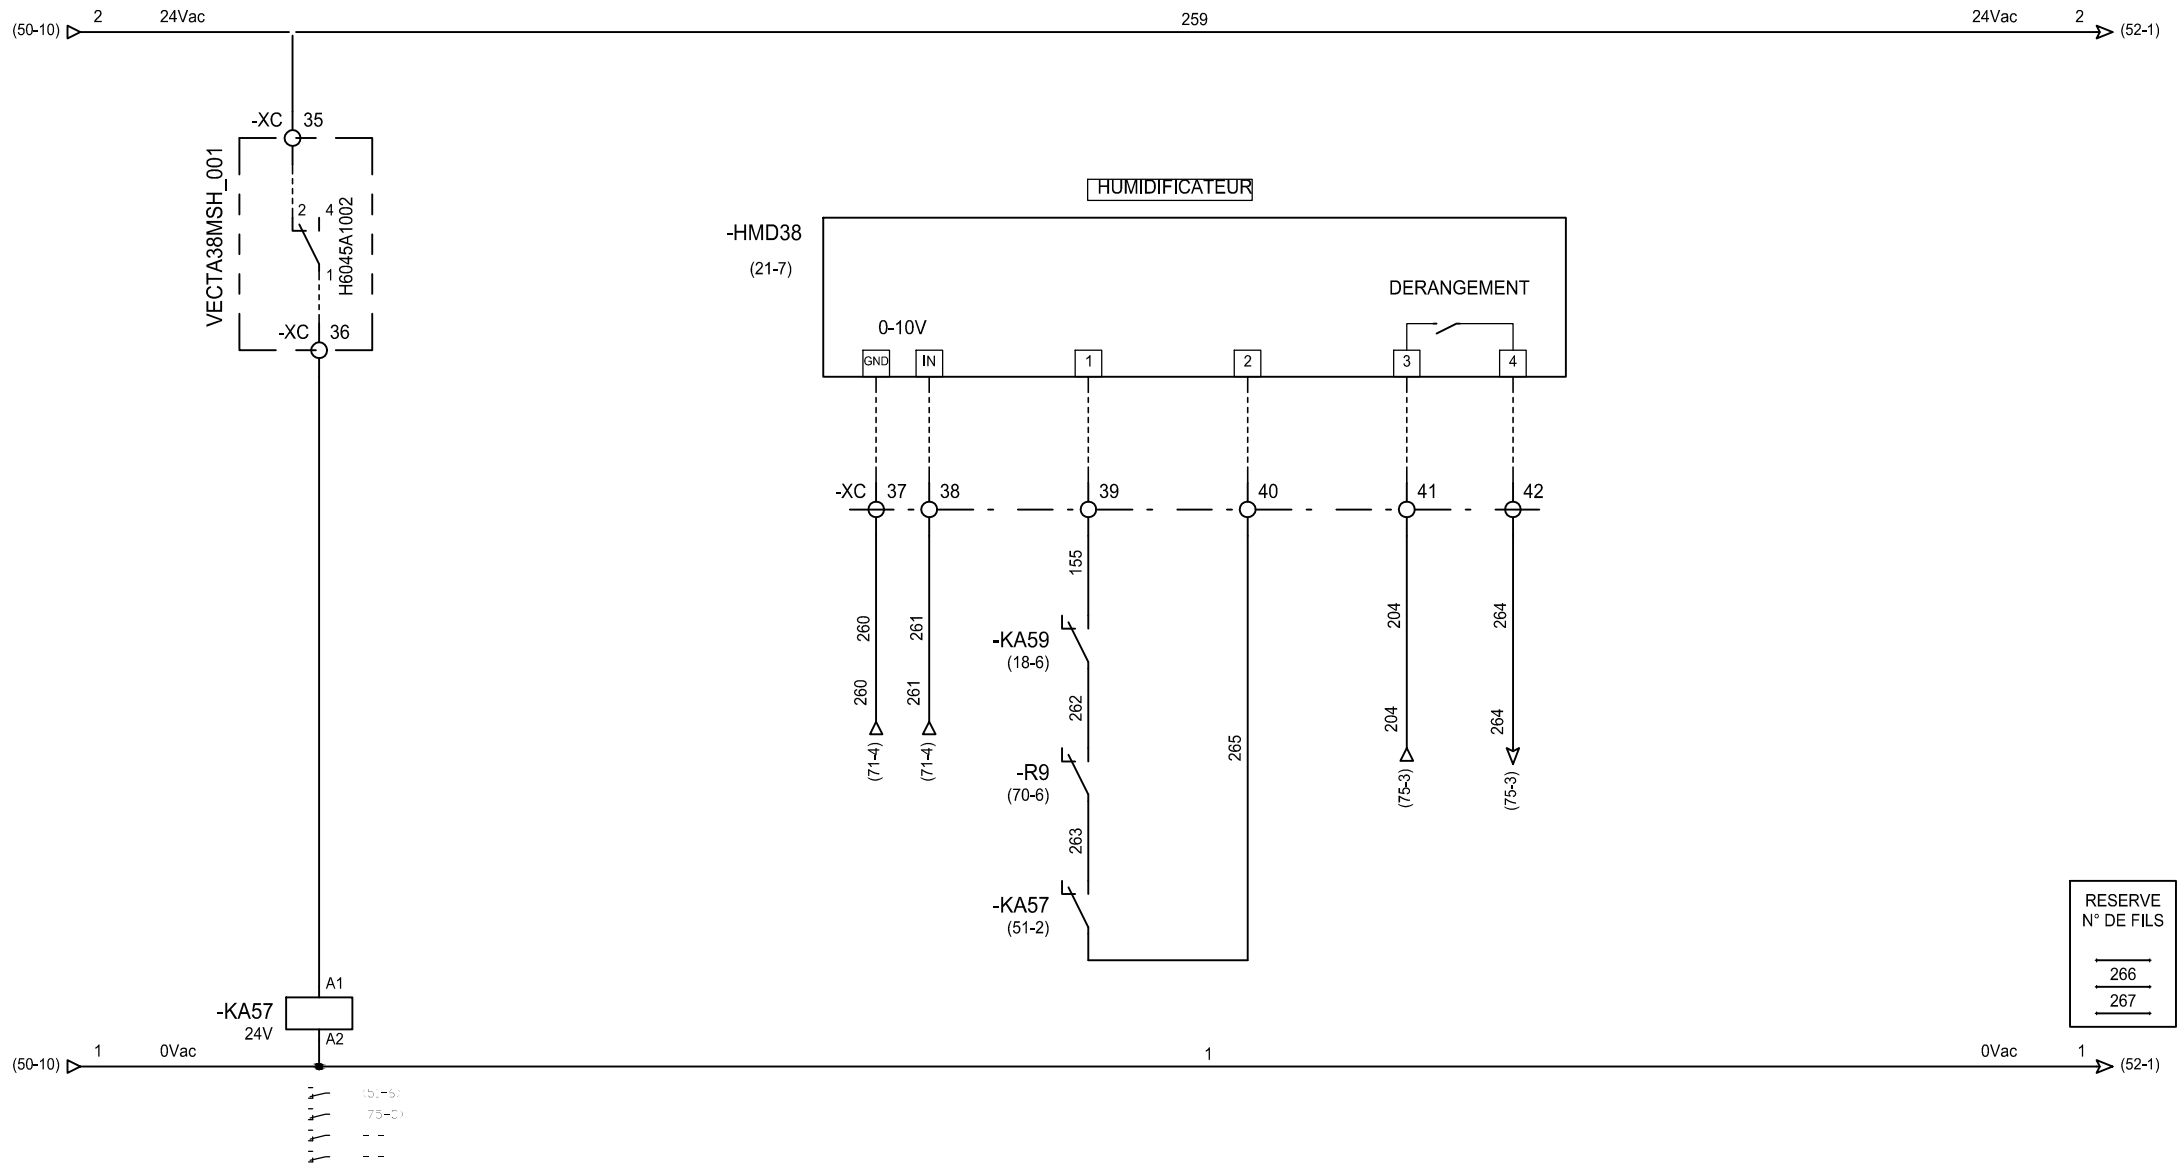 2 24Vac 259 24Vac 2
(50-10) (52-1)
-XC 35
VECTA38MSH_001
2 4
H6045A1002
1
-XC 36
HUMIDIFICATEUR
-HMD38
(21-7)
DERANGEMENT
0-10V
GND IN 1 2 3 4
-XC 37 38 39 40 41 42
155
260 261 204 264
-KA59
(18-6)
260 261 262 204 264
(71-4) (71-4) 265 (75-3) (75-3)
-R9
(70-6)
263
-KA57
(51-2)
RESERVE
N° DE FILS
266
267
A1
-KA57
24V
A2
1 0Vac 1 0Vac 1
(50-10) (52-1)